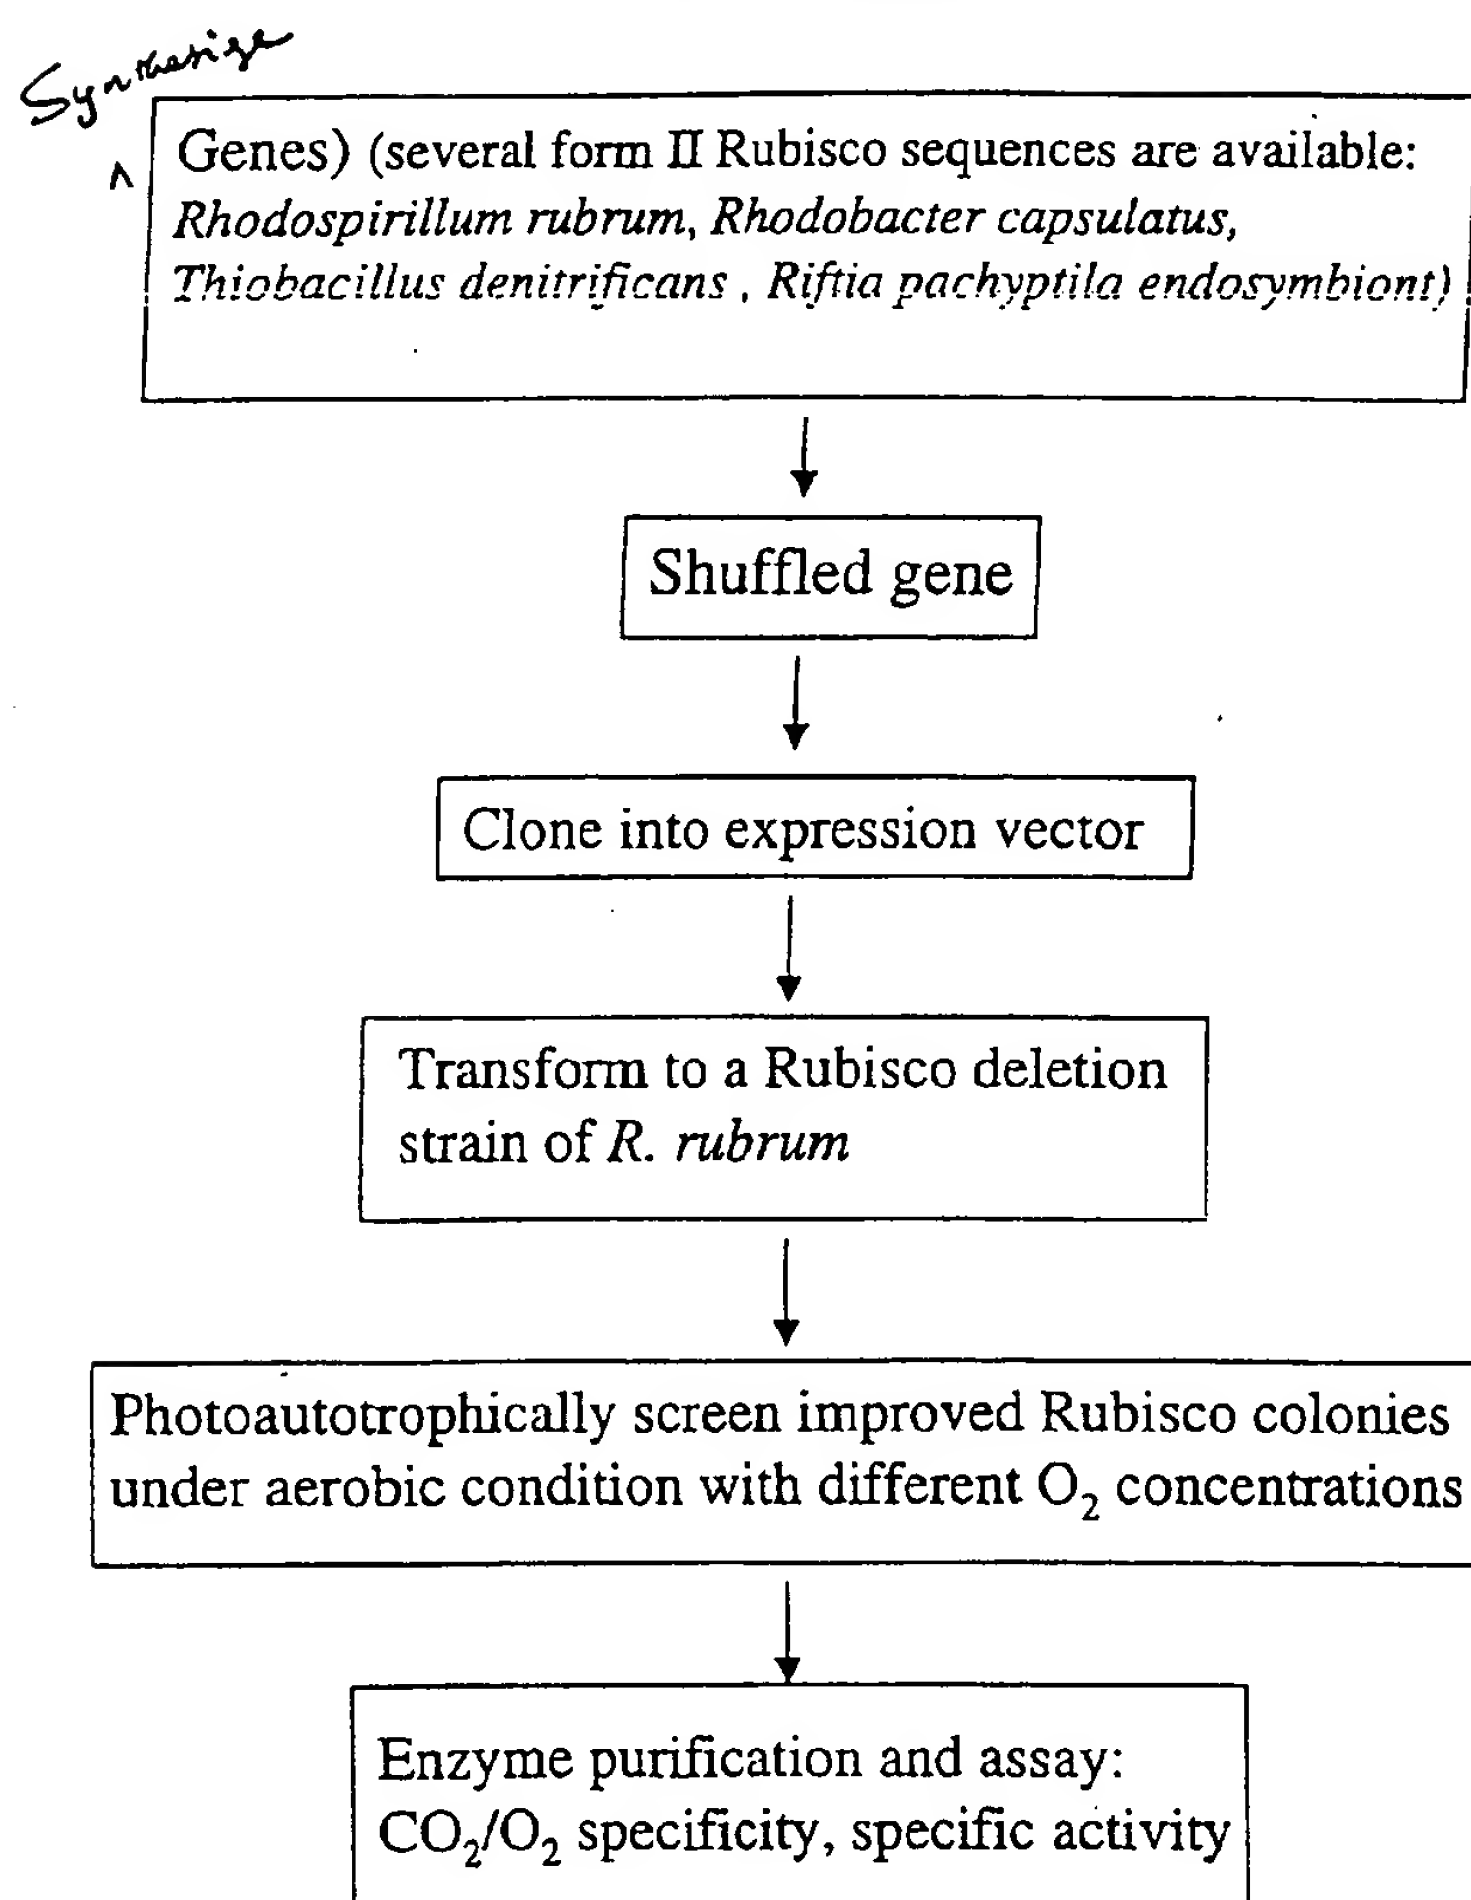 Synthesize
^ Genes) (several form II Rubisco sequences are available:
Rhodospirillum rubrum, Rhodobacter capsulatus,
Thiobacillus denitrificans , Riftia pachyptila endosymbiont)
Shuffled gene
Clone into expression vector
Transform to a Rubisco deletion
strain of R. rubrum
Photoautotrophically screen improved Rubisco colonies
under aerobic condition with different O₂ concentrations
Enzyme purification and assay:
CO₂/O₂ specificity, specific activity